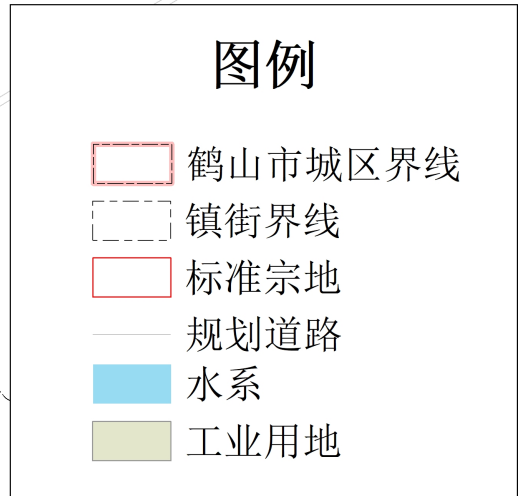 图例
鹤山市城区界线
镇街界线
标准宗地
规划道路
水系
工业用地